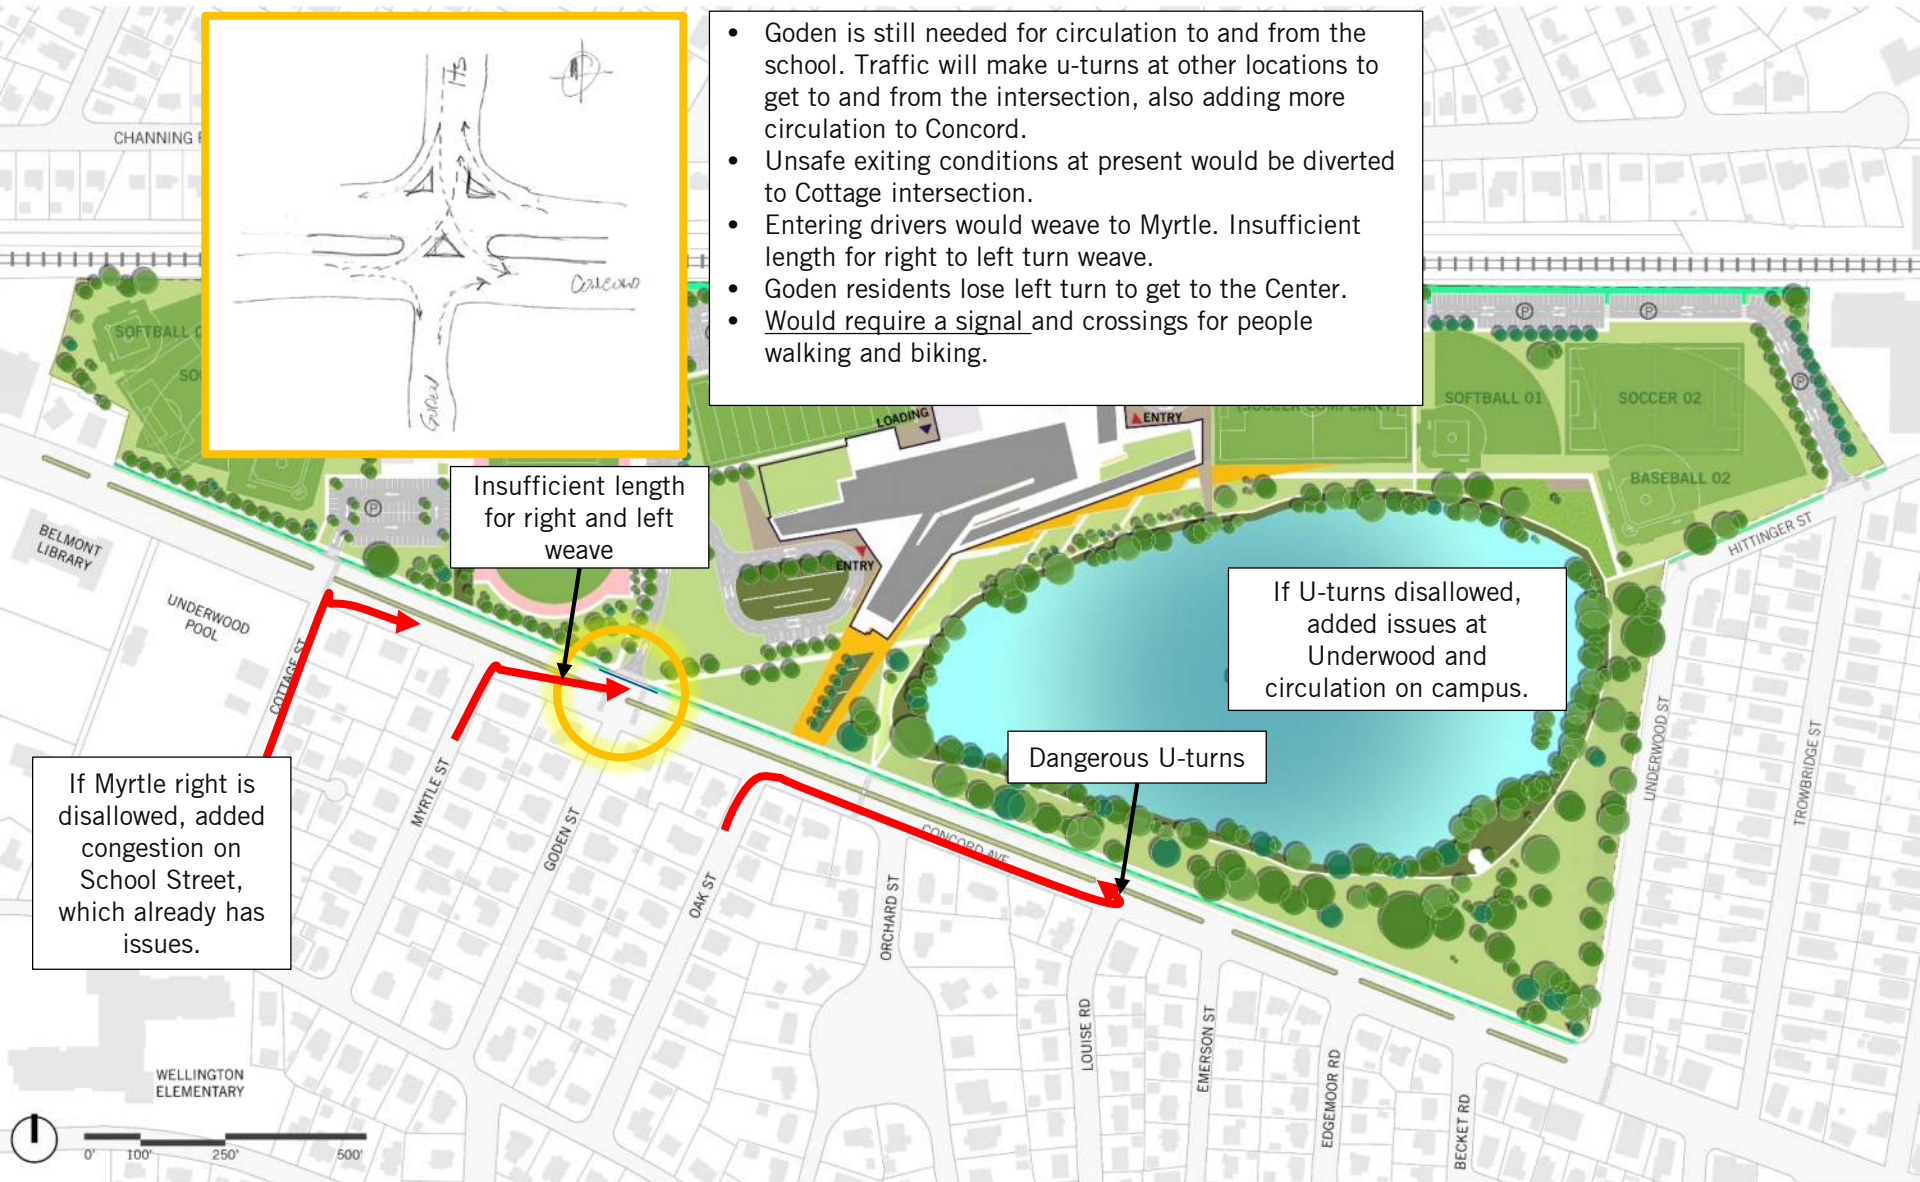 HS
CONCORD
GODEN
• Goden is still needed for circulation to and from the
school. Traffic will make u-turns at other locations to
get to and from the intersection, also adding more
circulation to Concord.
• Unsafe exiting conditions at present would be diverted
to Cottage intersection.
• Entering drivers would weave to Myrtle. Insufficient
length for right to left turn weave.
• Goden residents lose left turn to get to the Center.
• Would require a signal and crossings for people
walking and biking.
CHANNING
SOFTBALL
LOADING
ENTRY
(SOCCER COMPLIANT)
SOFTBALL 01
SOCCER 02
BASEBALL 02
P
P
P
P
Insufficient length
for right and left
weave
ENTRY
BELMONT
LIBRARY
UNDERWOOD
POOL
HITTINGER ST
If U-turns disallowed,
added issues at
Underwood and
circulation on campus.
Dangerous U-turns
If Myrtle right is
disallowed, added
congestion on
School Street,
which already has
issues.
COTTAGE ST
MYRTLE ST
GODEN ST
OAK ST
ORCHARD ST
CONCORD AVE
LOUISE RD
EMERSON ST
EDGEMOOR RD
BECKET RD
UNDERWOOD ST
TROWBRIDGE ST
WELLINGTON
ELEMENTARY
0' 100' 250' 500'